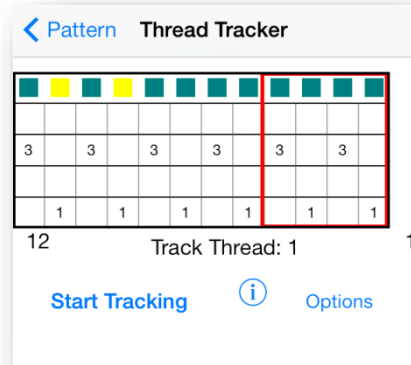 Pattern Thread Tracker
3 3 3 3 3 3
1 1 1 1 1 1
12 Track Thread: 1
Start Tracking i Options